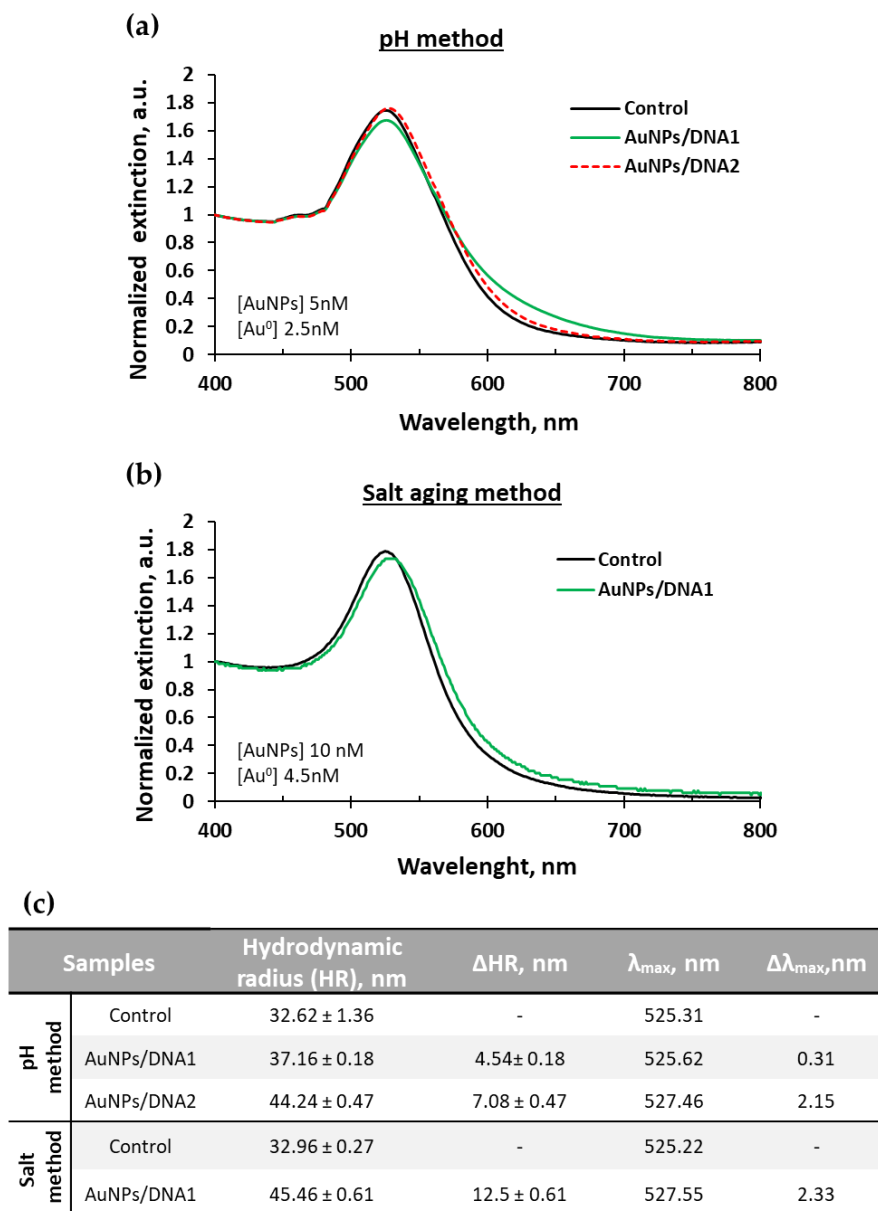 (a)
pH method
2
1.8
1.6
1.4
1.2
1
0.8
0.6
0.4
0.2
0
Normalized extinction, a.u.
Control
AuNPs/DNA1
AuNPs/DNA2
[AuNPs] 5nM
[Au⁰] 2.5nM
400 500 600 700 800
Wavelength, nm
(b)
Salt aging method
2
1.8
1.6
1.4
1.2
1
0.8
0.6
0.4
0.2
0
Normalized extinction, a.u.
Control
AuNPs/DNA1
[AuNPs] 10 nM
[Au⁰] 4.5nM
400 500 600 700 800
Wavelenght, nm
(c)
Samples Hydrodynamic radius (HR), nm ΔHR, nm λmax, nm Δλmax,nm
pH method
Control 32.62 ± 1.36 - 525.31 -
AuNPs/DNA1 37.16 ± 0.18 4.54± 0.18 525.62 0.31
AuNPs/DNA2 44.24 ± 0.47 7.08 ± 0.47 527.46 2.15
Salt method
Control 32.96 ± 0.27 - 525.22 -
AuNPs/DNA1 45.46 ± 0.61 12.5 ± 0.61 527.55 2.33